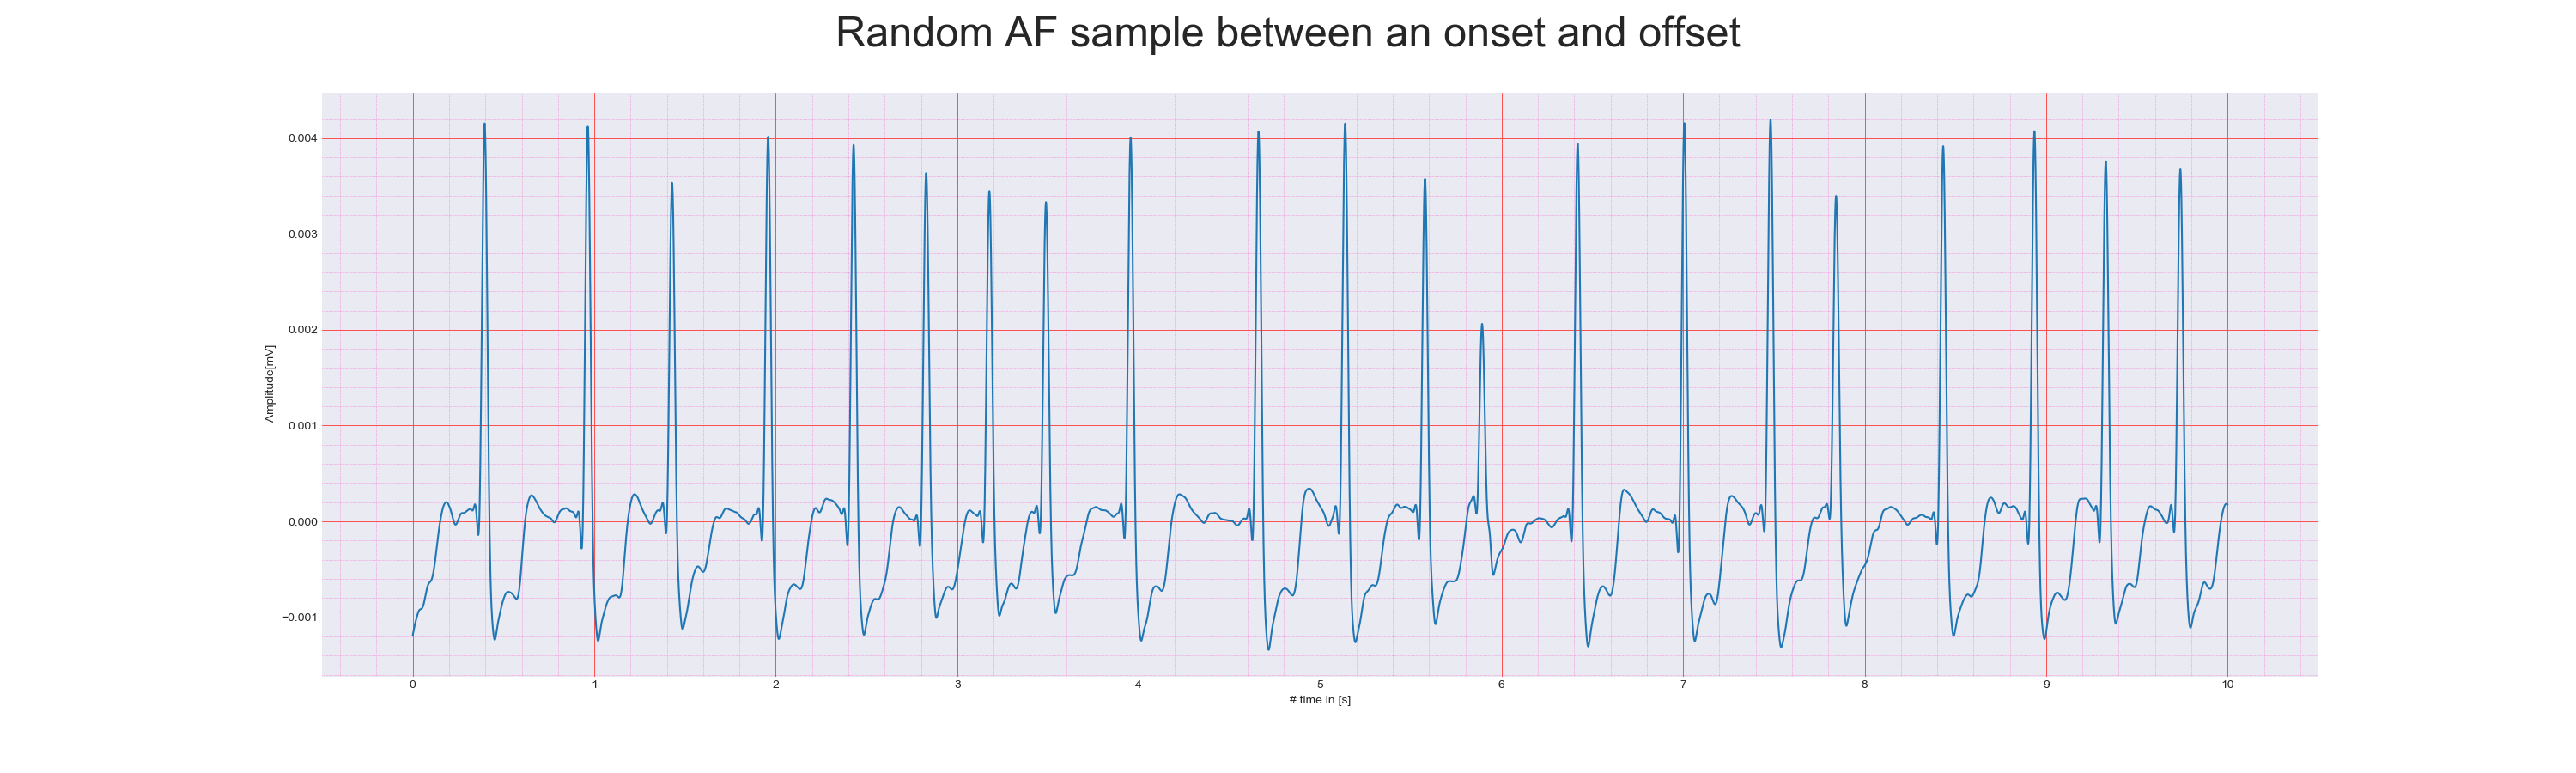 Random AF sample between an onset and offset
0.004
0.003
0.002
0.001
0.000
−0.001
Amplitude[mV]
0 1 2 3 4 5 6 7 8 9 10
# time in [s]